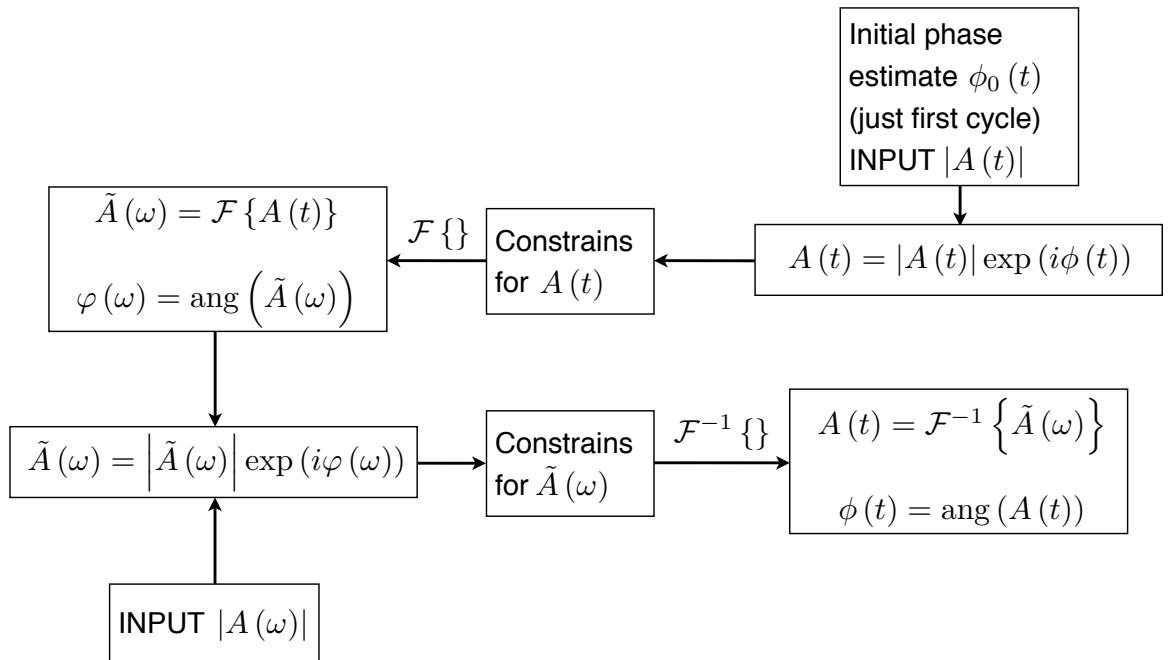 Initial phase
estimate ϕ₀ (t)
(just first cycle)
INPUT |A (t)|
A (t) = |A (t)| exp (iϕ (t))
Constrains
for A (t)
ℱ {}
Ã (ω) = ℱ {A (t)}
φ (ω) = ang (Ã (ω))
Ã (ω) = |Ã (ω)| exp (iφ (ω))
INPUT |A (ω)|
Constrains
for Ã (ω)
ℱ⁻¹ {}
A (t) = ℱ⁻¹ {Ã (ω)}
ϕ (t) = ang (A (t))